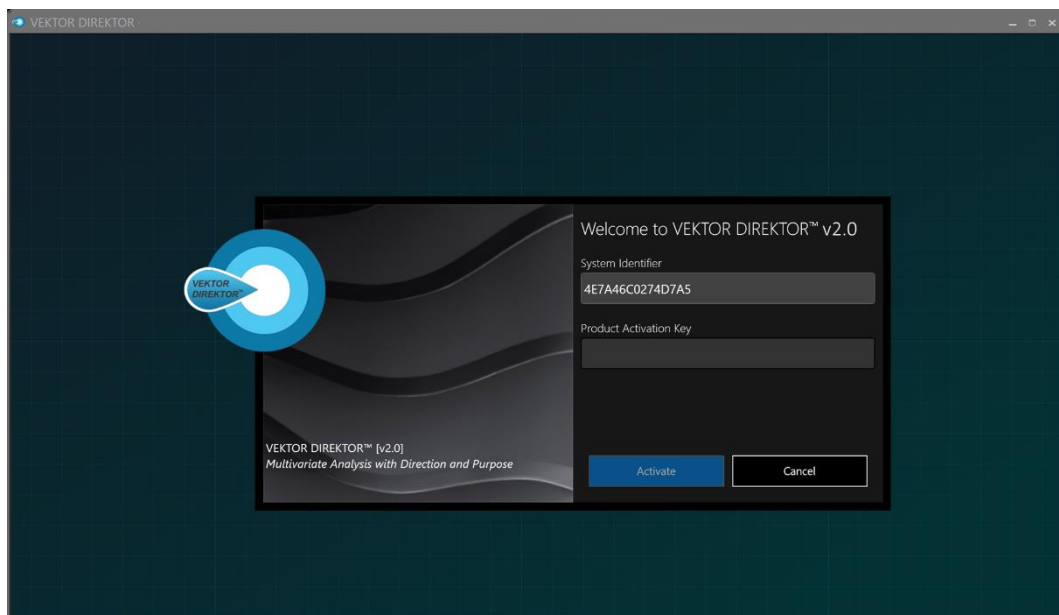 VEKTOR DIREKTOR
VEKTOR
DIREKTOR™
VEKTOR DIREKTOR™ [v2.0]
Multivariate Analysis with Direction and Purpose
Welcome to VEKTOR DIREKTOR™ v2.0
System Identifier
4E7A46C0274D7A5
Product Activation Key
Activate
Cancel